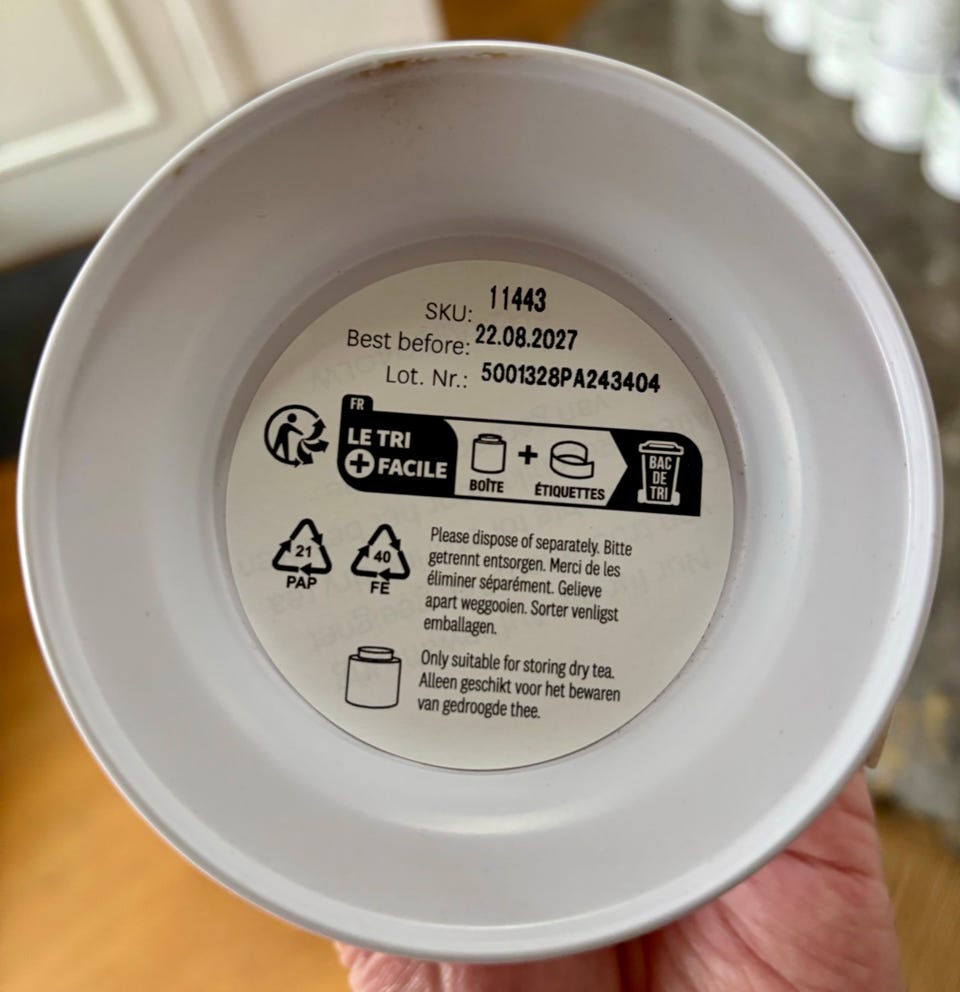 SKU: 11443
Best before: 22.08.2027
Lot. Nr.: 5001328PA243404
FR
LE TRI
+ FACILE
BOÎTE
+
ÉTIQUETTES
BAC
DE
TRI
21
PAP
40
FE
Please dispose of separately. Bitte
getrennt entsorgen. Merci de les
éliminer séparément. Gelieve
apart weggooien. Sorter venligst
emballagen.
Only suitable for storing dry tea.
Alleen geschikt voor het bewaren
van gedroogde thee.